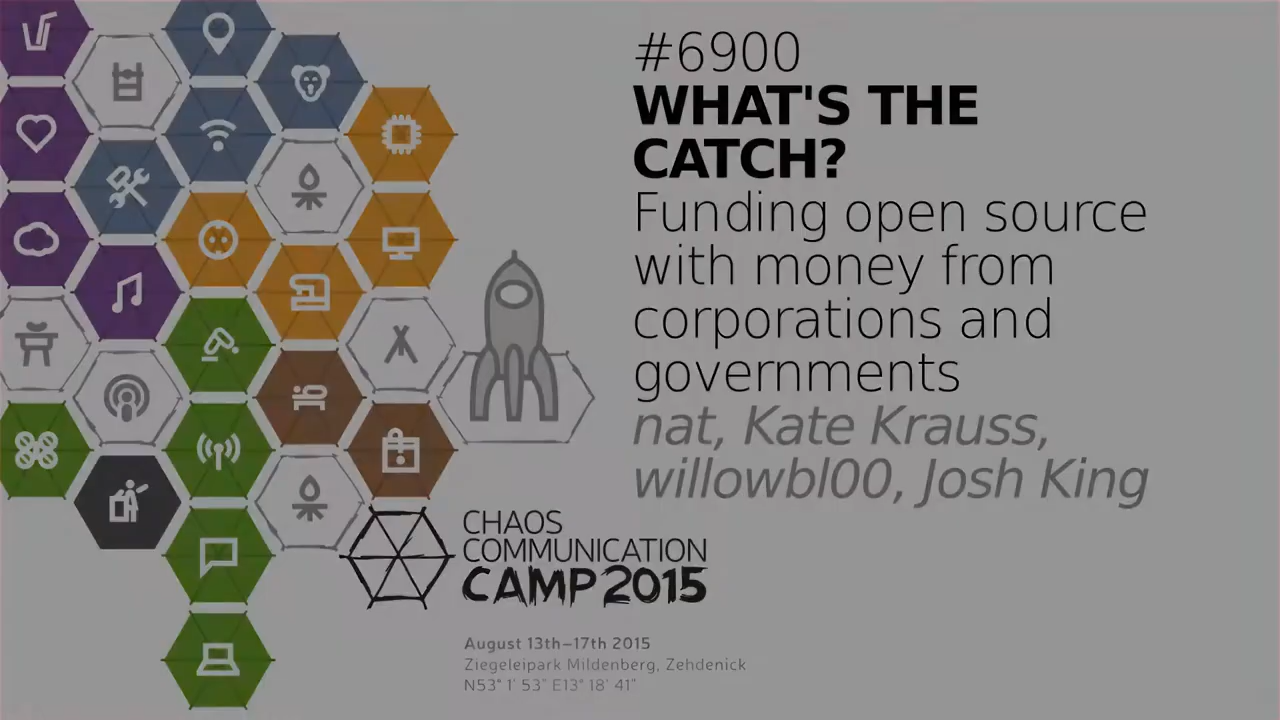 #6900
WHAT'S THE
CATCH?
Funding open source
with money from
corporations and
governments
nat, Kate Krauss,
willowbl00, Josh King
CHAOS
COMMUNICATION
CAMP 2015
August 13th–17th 2015
Ziegeleipark Mildenberg, Zehdenick
N53° 1' 53" E13° 18' 41"